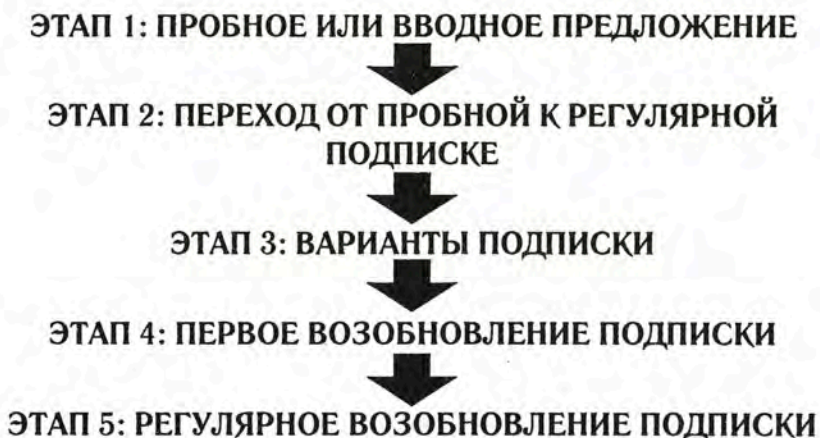 ЭТАП 1: ПРОБНОЕ ИЛИ ВВОДНОЕ ПРЕДЛОЖЕНИЕ
ЭТАП 2: ПЕРЕХОД ОТ ПРОБНОЙ К РЕГУЛЯРНОЙ
ПОДПИСКЕ
ЭТАП 3: ВАРИАНТЫ ПОДПИСКИ
ЭТАП 4: ПЕРВОЕ ВОЗОБНОВЛЕНИЕ ПОДПИСКИ
ЭТАП 5: РЕГУЛЯРНОЕ ВОЗОБНОВЛЕНИЕ ПОДПИСКИ